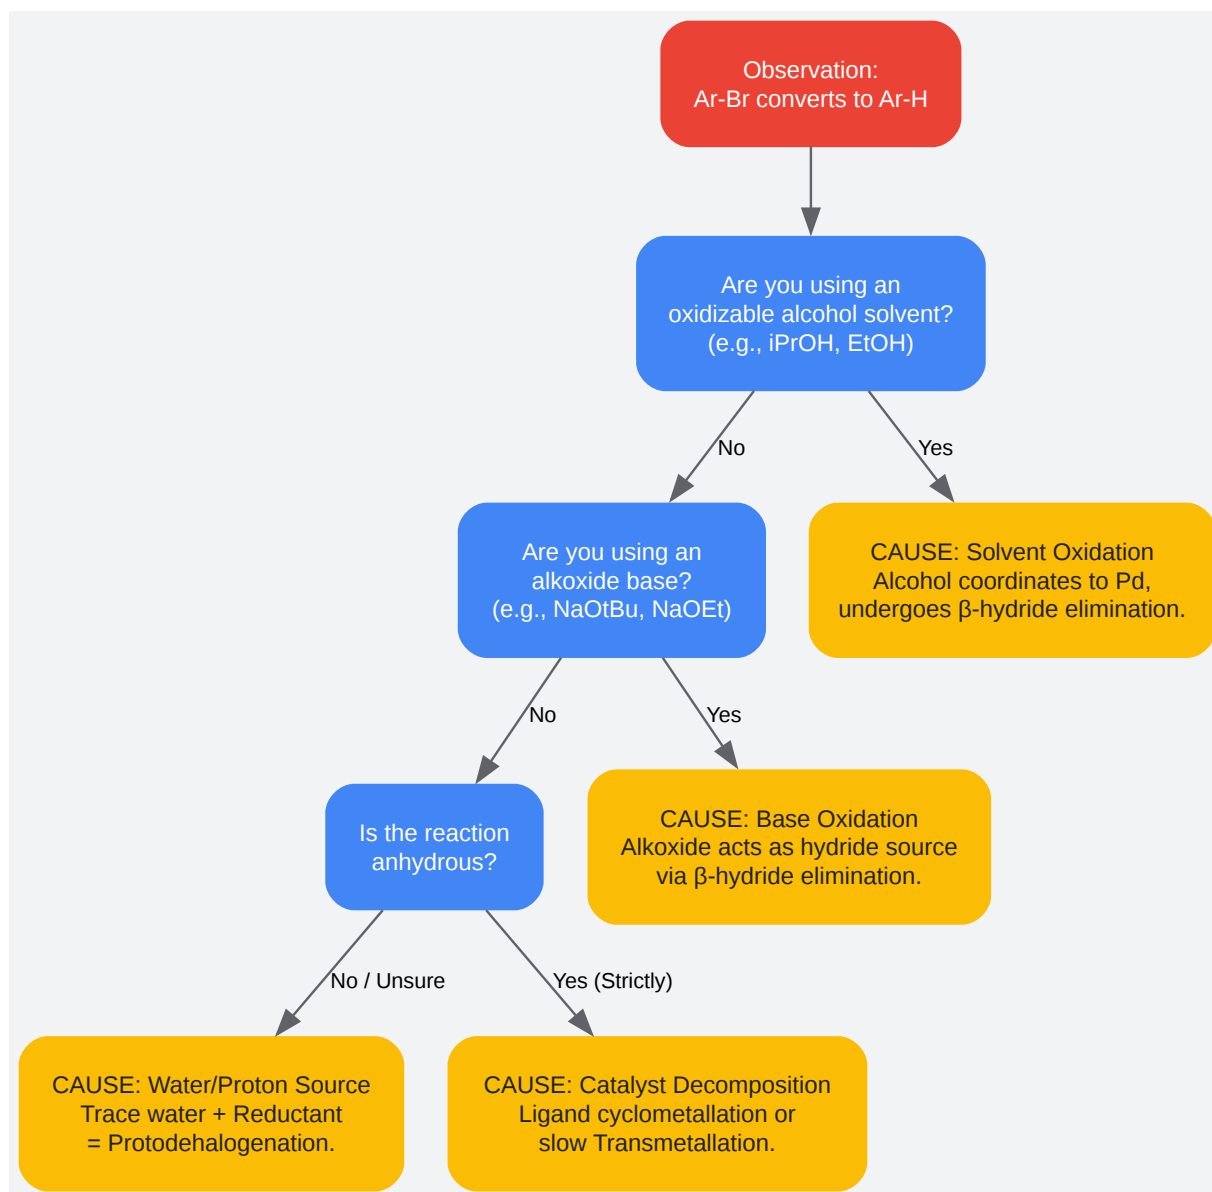 Observation:
Ar-Br converts to Ar-H
Are you using an
oxidizable alcohol solvent?
(e.g., iPrOH, EtOH)
No
Yes
Are you using an
alkoxide base?
(e.g., NaOtBu, NaOEt)
CAUSE: Solvent Oxidation
Alcohol coordinates to Pd,
undergoes β-hydride elimination.
No
Yes
Is the reaction
anhydrous?
CAUSE: Base Oxidation
Alkoxide acts as hydride source
via β-hydride elimination.
No / Unsure
Yes (Strictly)
CAUSE: Water/Proton Source
Trace water + Reductant
= Protodehalogenation.
CAUSE: Catalyst Decomposition
Ligand cyclometallation or
slow Transmetallation.